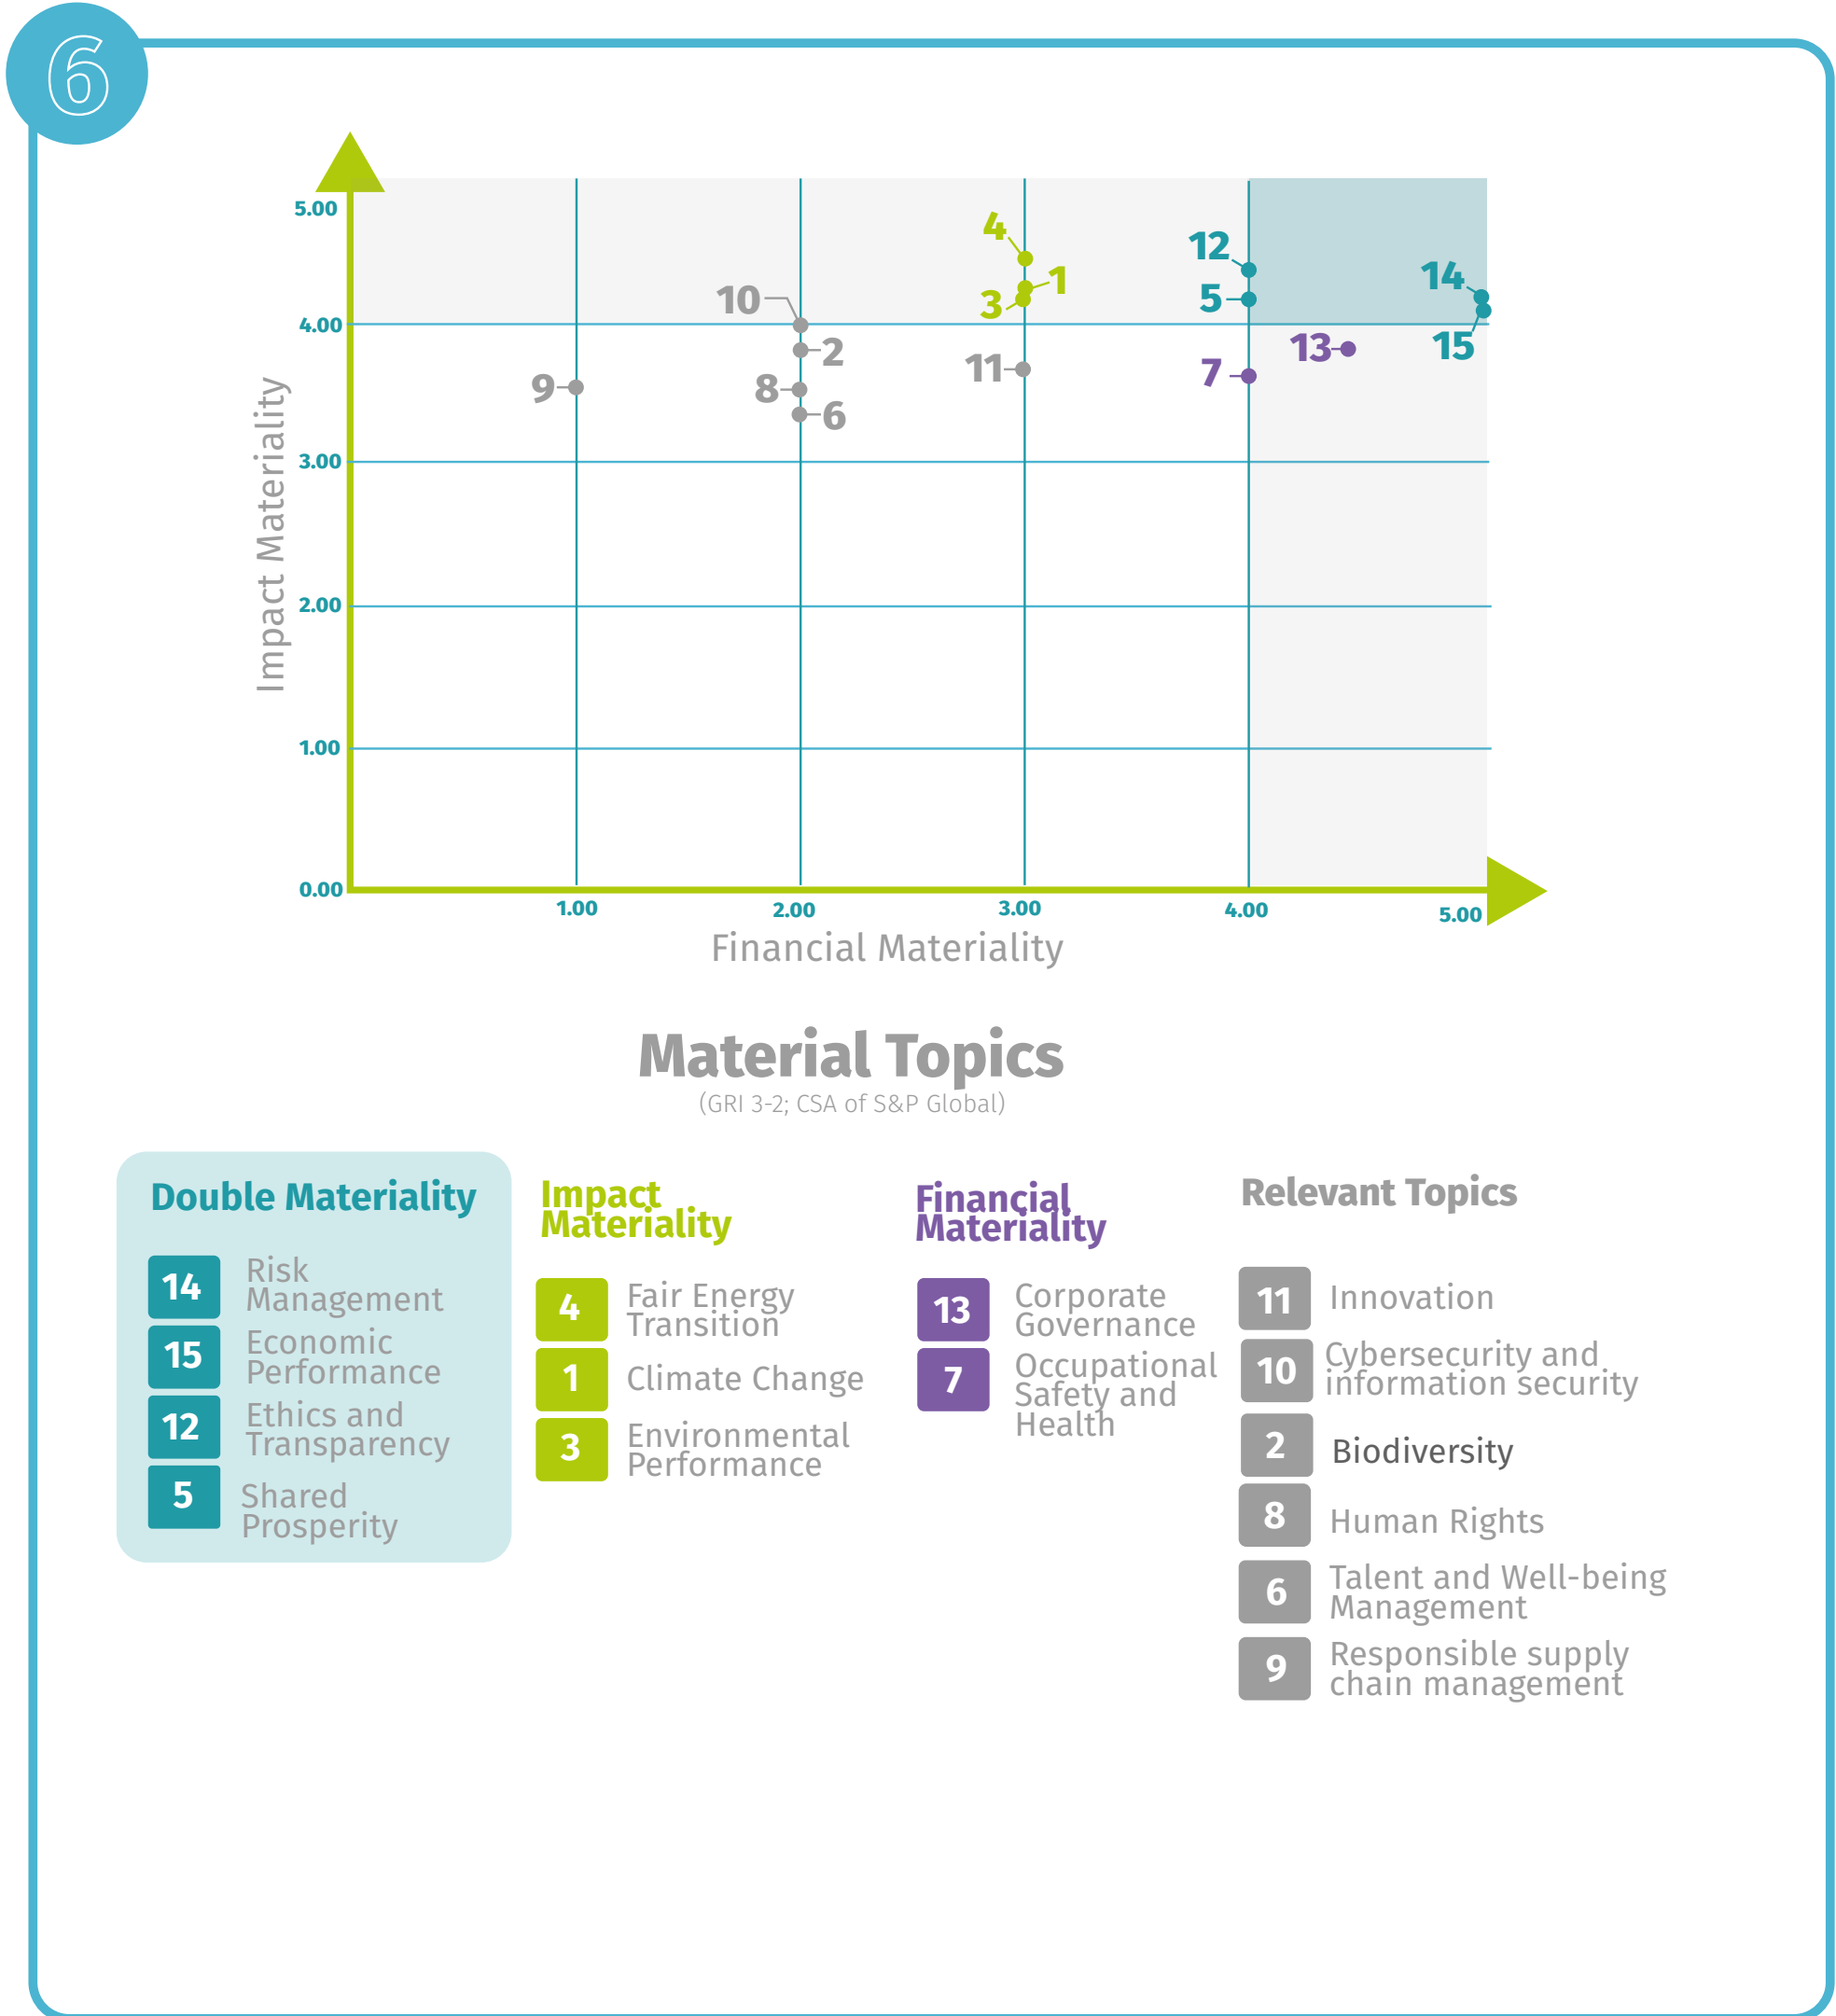 6
5.00
4
12
1
14
10
5
3
4.00
15
13
2
11
7
9
8
6
3.00
Impact Materiality
2.00
1.00
0.00
1.00
2.00
3.00
4.00
5.00
Financial Materiality
Material Topics
(GRI 3-2; CSA of S&P Global)
Double Materiality
14
Risk
Management
15
Economic
Performance
12
Ethics and
Transparency
5
Shared
Prosperity
Impact
Materiality
4
Fair Energy
Transition
1
Climate Change
3
Environmental
Performance
Financial
Materiality
13
Corporate
Governance
7
Occupational
Safety and
Health
Relevant Topics
11
Innovation
10
Cybersecurity and
information security
2
Biodiversity
8
Human Rights
6
Talent and Well-being
Management
9
Responsible supply
chain management